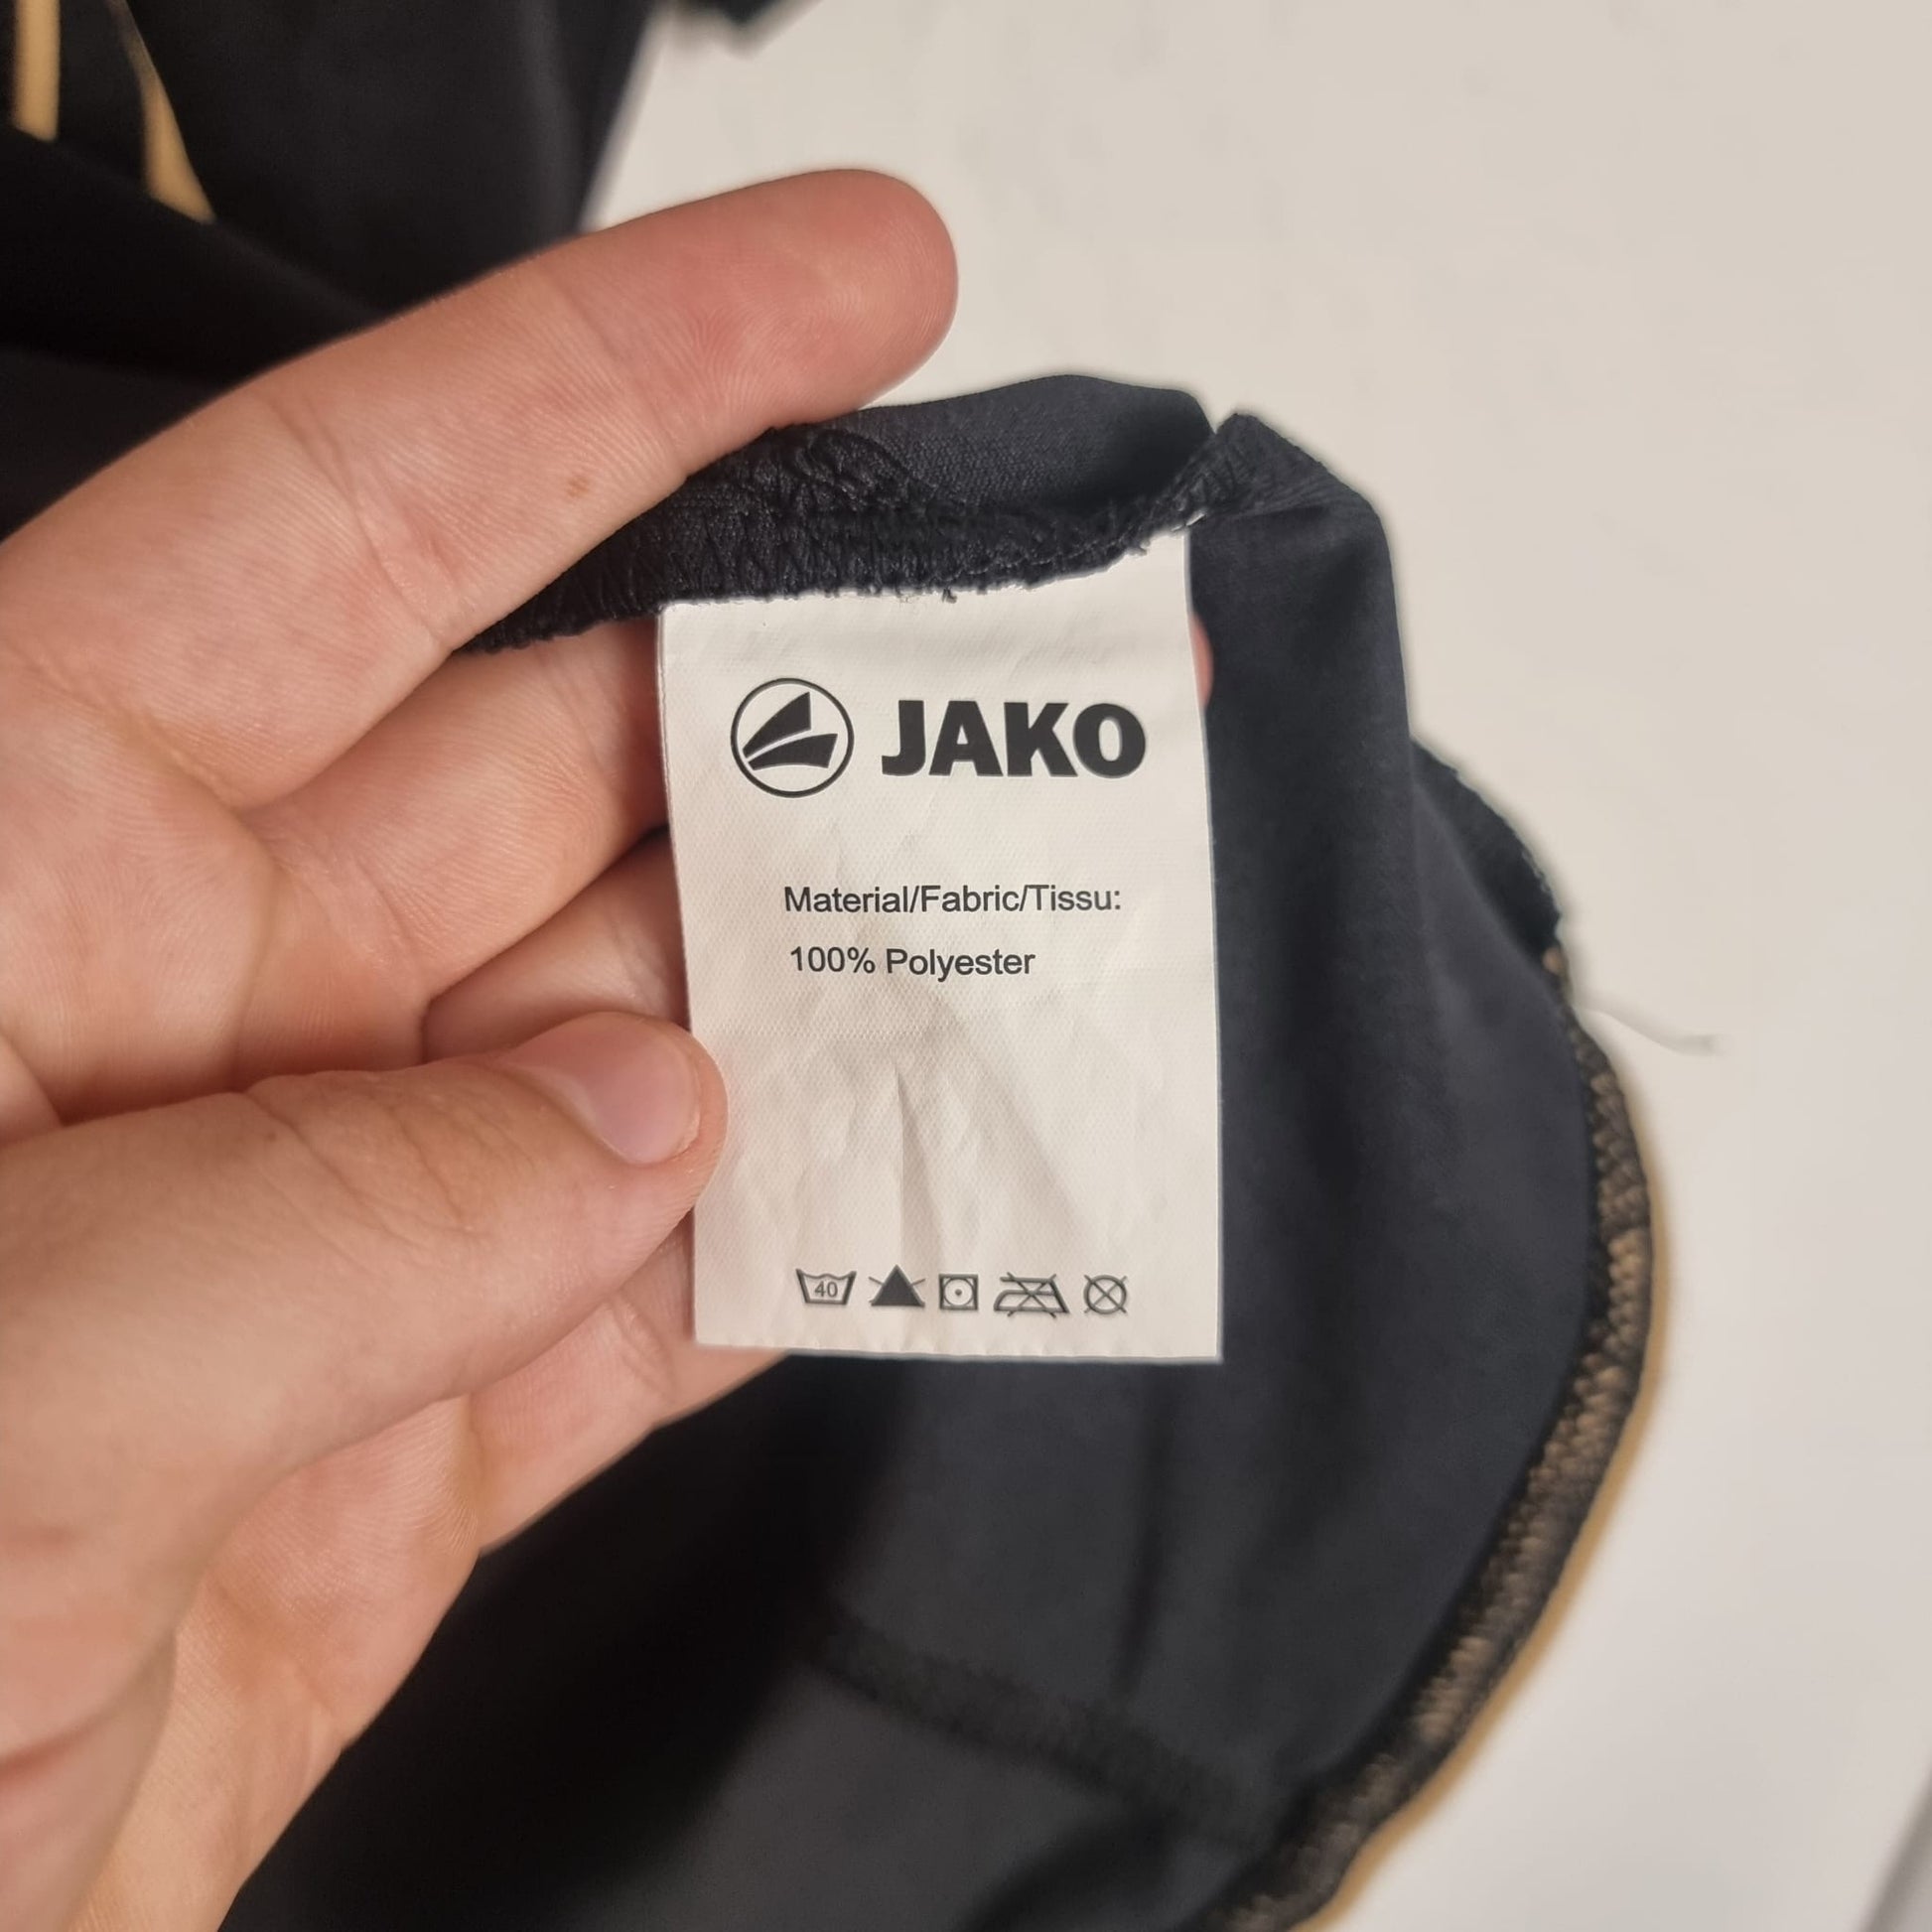 JAKO
Material/Fabric/Tissu:
100% Polyester
40